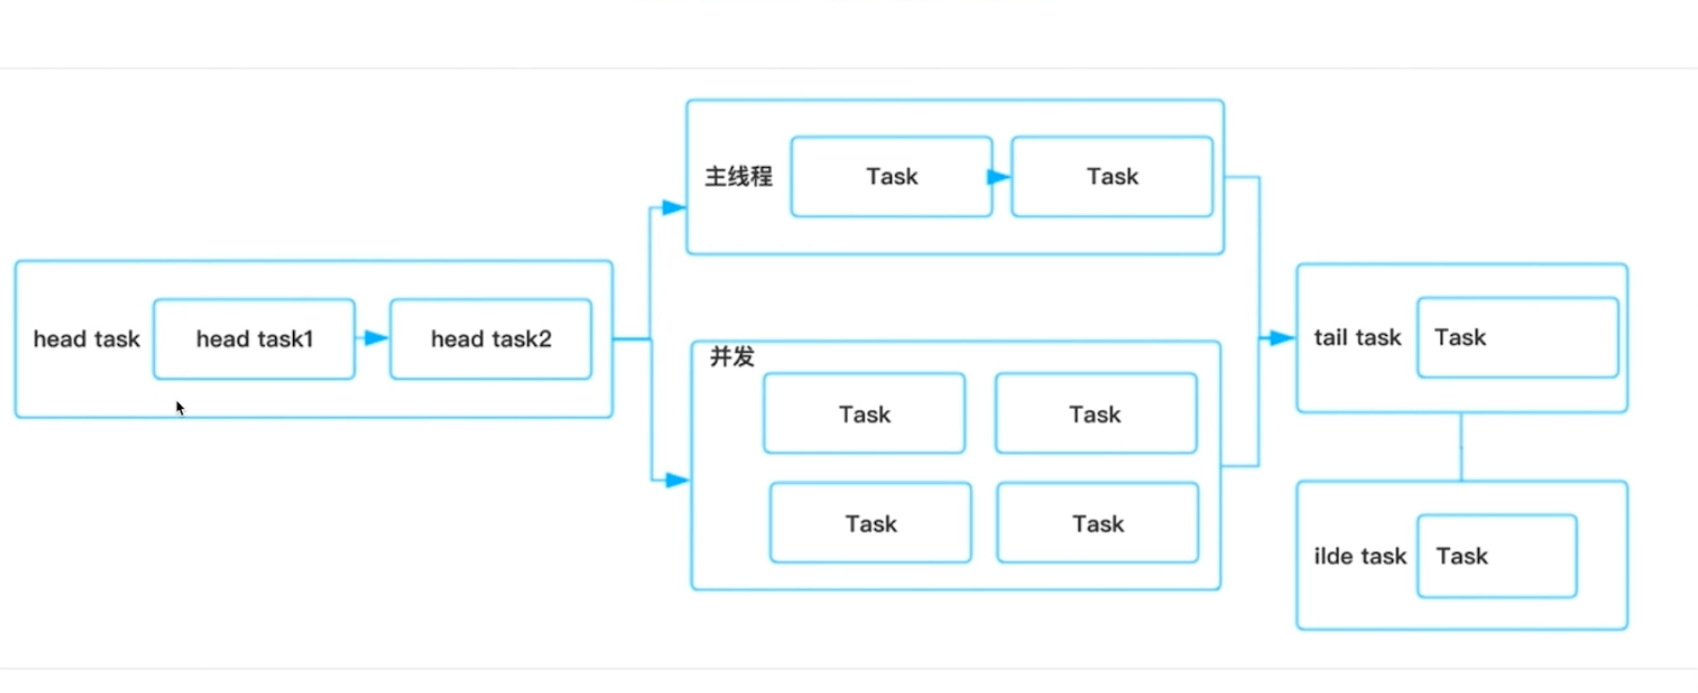 head task
head task1
head task2
主线程
Task
Task
并发
Task
Task
Task
Task
tail task
Task
ilde task
Task